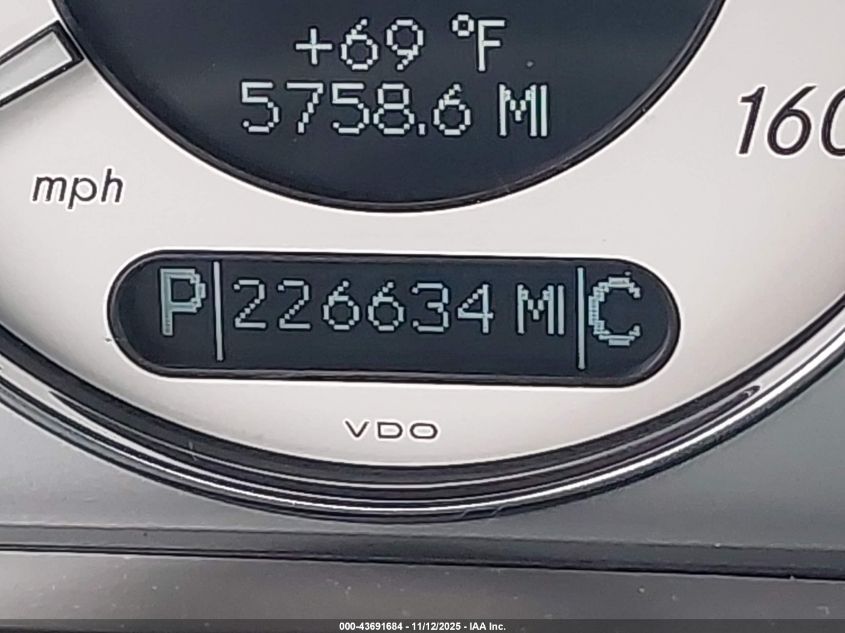 +69 °F
5758.6 MI
160
mph
P 226634 MI C
VDO
000-43691684 - 11/12/2025 - IAA Inc.